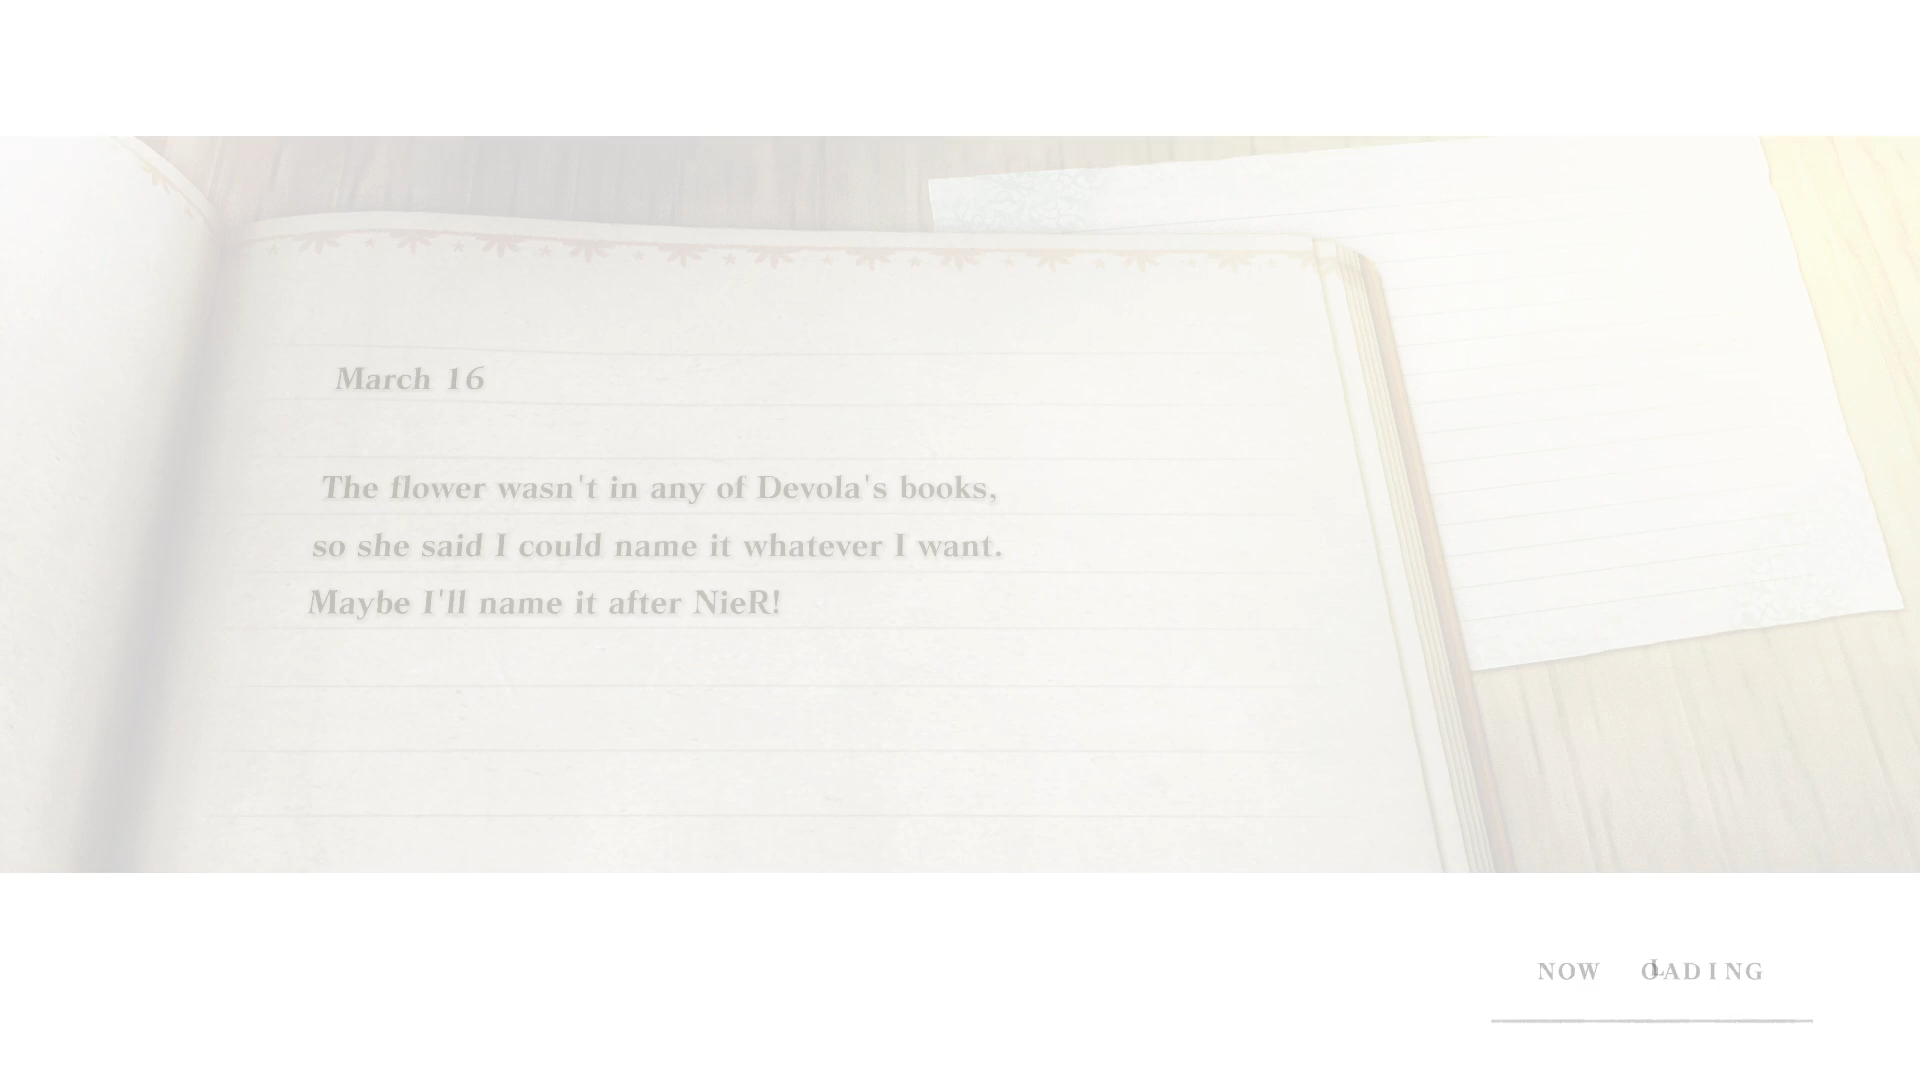 March 16
The flower wasn't in any of Devola's books,
so she said I could name it whatever I want.
Maybe I'll name it after NieR!
NOW LOADING